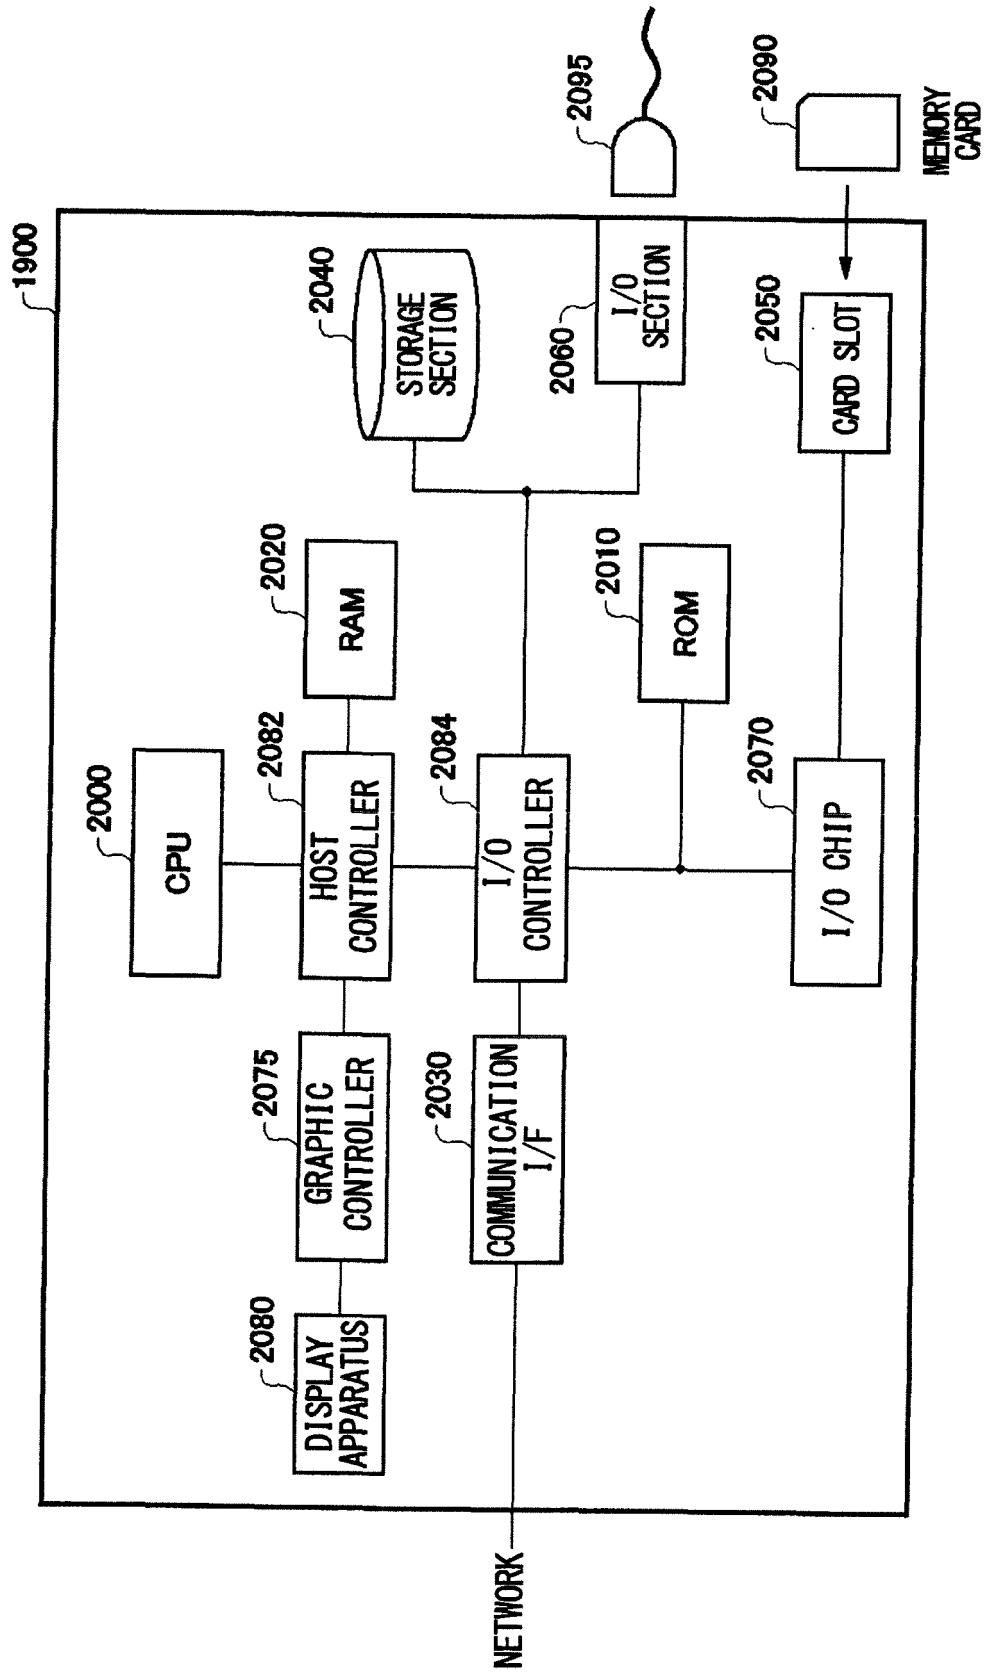 1900
2000
CPU
2080
DISPLAY
APPARATUS
2075
GRAPHIC
CONTROLLER
2082
HOST
CONTROLLER
2020
RAM
2040
STORAGE
SECTION
NETWORK
2030
COMMUNICATION
I/F
2084
I/O
CONTROLLER
2060
I/O
SECTION
2095
2010
ROM
2070
I/O CHIP
2050
CARD SLOT
2090
MEMORY
CARD